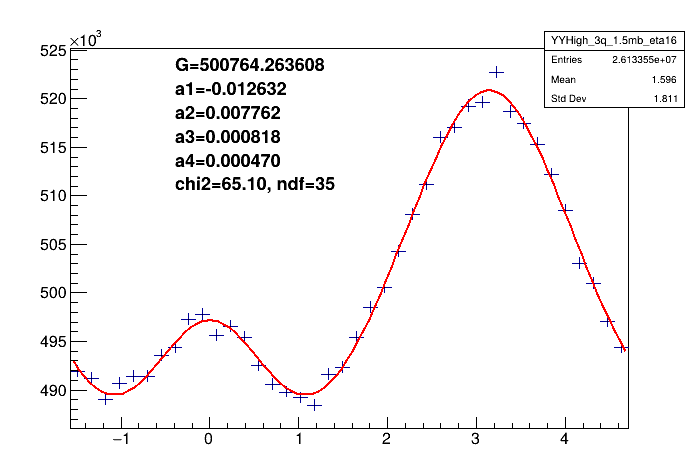 ×10³
YYHigh_3q_1.5mb_eta16
Entries 2.613355e+07
Mean 1.596
Std Dev 1.811
G=500764.263608
a1=-0.012632
a2=0.007762
a3=0.000818
a4=0.000470
chi2=65.10, ndf=35
525
520
515
510
505
500
495
490
−1 0 1 2 3 4